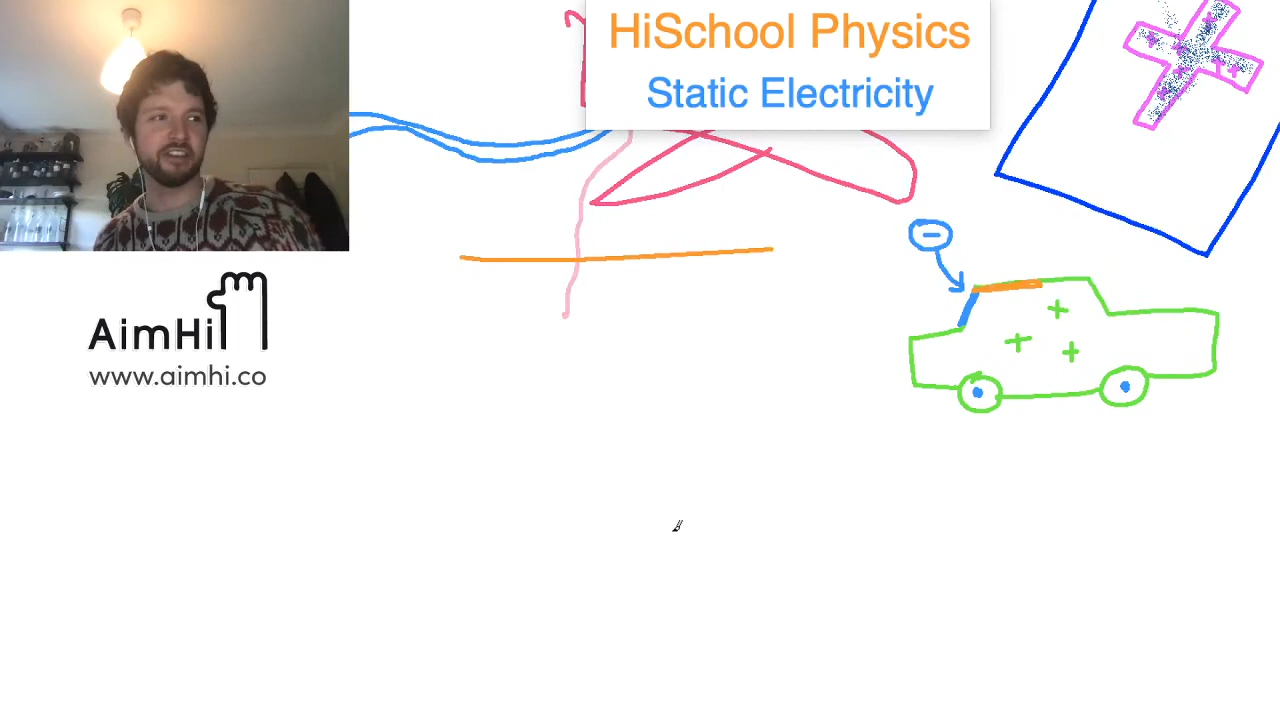 HiSchool Physics
Static Electricity
AimHi
www.aimhi.co
-
+
+ +